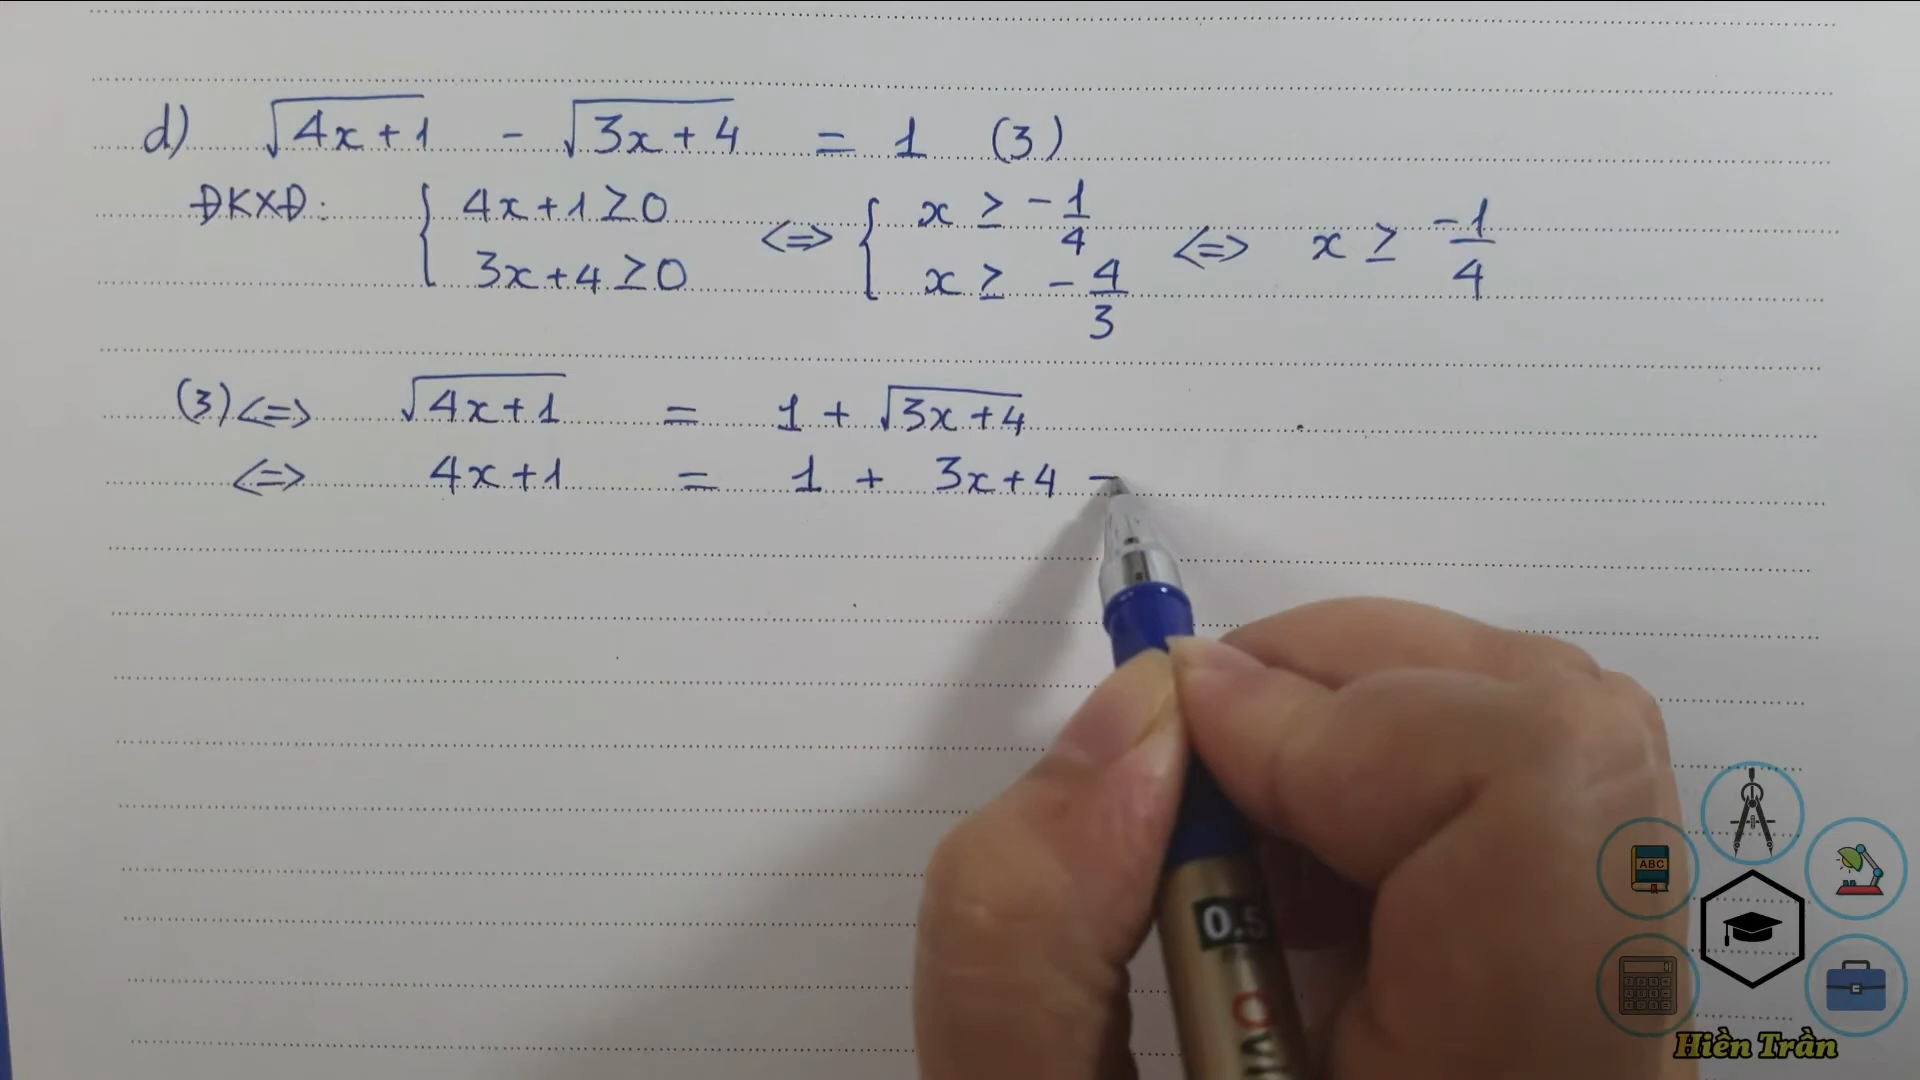 d) √(4x+1) - √(3x+4) = 1 (3)
ĐKXĐ: { 4x+1 ≥ 0 ; 3x+4 ≥ 0 <=> { x ≥ -1/4 ; x ≥ -4/3 <=> x ≥ -1/4
(3) <=> √(4x+1) = 1 + √(3x+4)
<=> 4x+1 = 1 + 3x+4 -
ABC
0.5
Hiền Trần